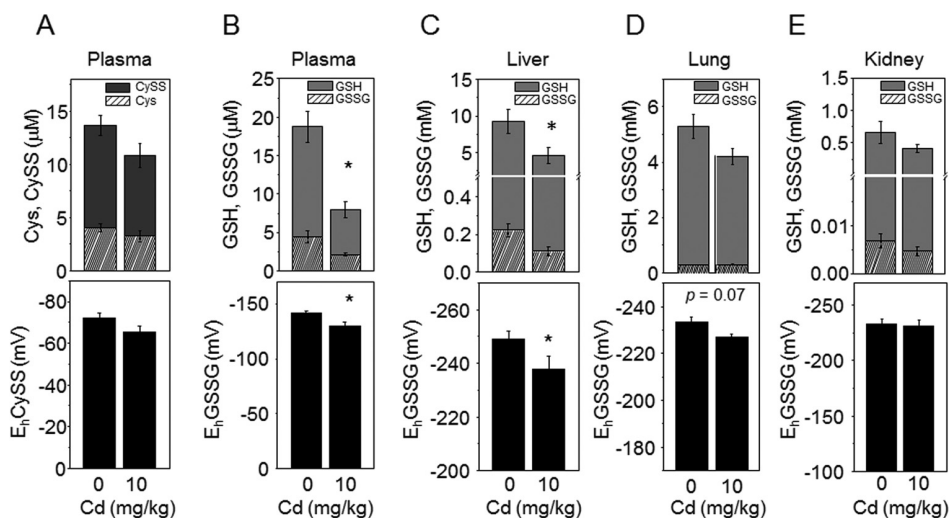 A
Plasma
CySS
Cys
Cys, CySS (μM)
15
10
5
0
EhCySS (mV)
-80
-60
-40
-20
0
0 10
Cd (mg/kg)
B
Plasma
GSH
GSSG
GSH, GSSG (μM)
25
20
15
10
5
0
*
EhGSSG (mV)
-150
-100
-50
0
*
0 10
Cd (mg/kg)
C
Liver
GSH
GSSG
GSH, GSSG (mM)
15
10
5
0.4
0.2
0.0
*
EhGSSG (mV)
-260
-240
-220
-200
*
0 10
Cd (mg/kg)
D
Lung
GSH
GSSG
GSH, GSSG (mM)
6
4
2
0
EhGSSG (mV)
-240
-220
-200
-180
p = 0.07
0 10
Cd (mg/kg)
E
Kidney
GSH
GSSG
GSH, GSSG (mM)
1.0
0.5
0.01
0.00
EhGSSG (mV)
-250
-200
-150
-100
0 10
Cd (mg/kg)